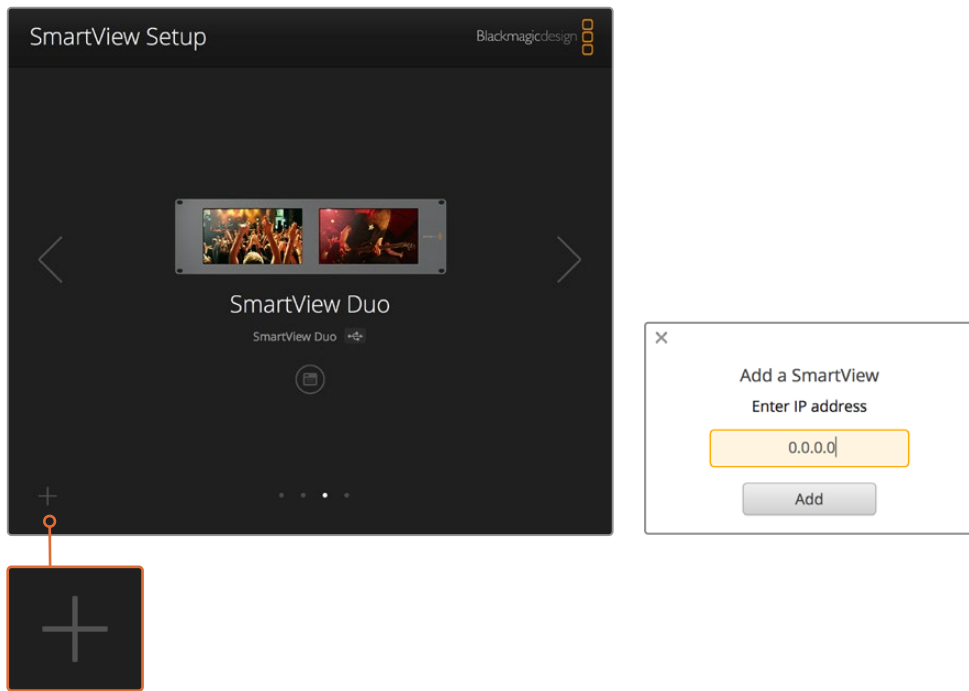 SmartView Setup
Blackmagicdesign
SmartView Duo
SmartView Duo
Add a SmartView
Enter IP address
0.0.0.0
Add